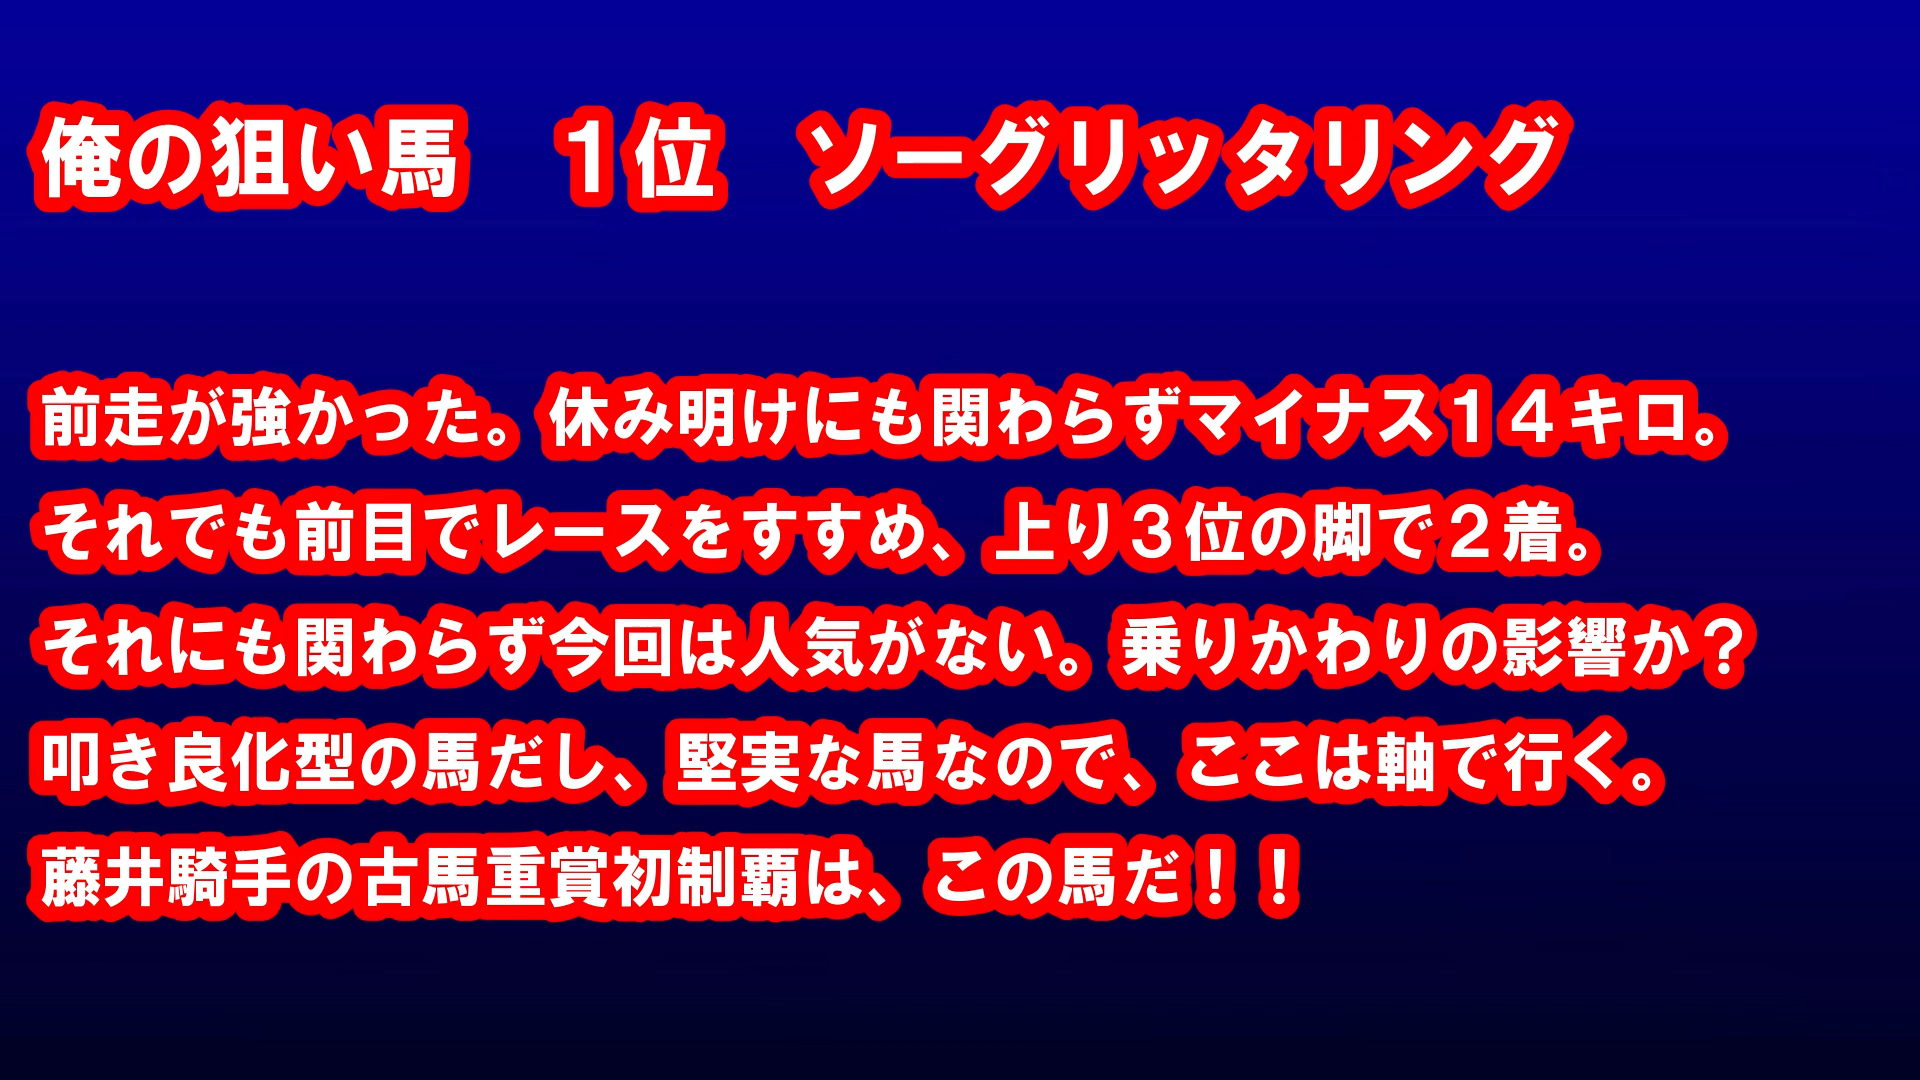 俺の狙い馬　１位　ソーグリッタリング
前走が強かった。休み明けにも関わらずマイナス１４キロ。
それでも前目でレースをすすめ、上り３位の脚で２着。
それにも関わらず今回は人気がない。乗りかわりの影響か？
叩き良化型の馬だし、堅実な馬なので、ここは軸で行く。
藤井騎手の古馬重賞初制覇は、この馬だ！！